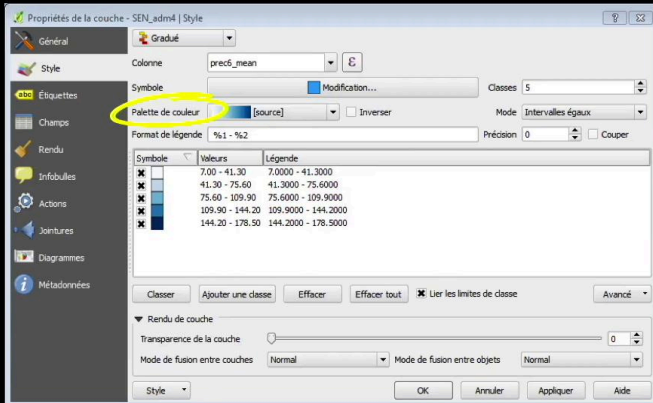 Propriétés de la couche - SEN_adm4 | Style
Général
Style
abc Étiquettes
Champs
Rendu
Infobulles
Actions
Jointures
Diagrammes
Métadonnées
Gradué
Colonne prec6_mean ε
Symbole Modification... Classes 5
Palette de couleur [source] Inverser Mode Intervalles égaux
Format de légende %1 - %2 Précision 0 Couper
Symbole Valeurs Légende
7.00 - 41.30 7.0000 - 41.3000
41.30 - 75.60 41.3000 - 75.6000
75.60 - 109.90 75.6000 - 109.9000
109.90 - 144.20 109.9000 - 144.2000
144.20 - 178.50 144.2000 - 178.5000
Classer Ajouter une classe Effacer Effacer tout Lier les limites de classe Avancé
Rendu de couche
Transparence de la couche 0
Mode de fusion entre couches Normal Mode de fusion entre objets Normal
Style OK Annuler Appliquer Aide